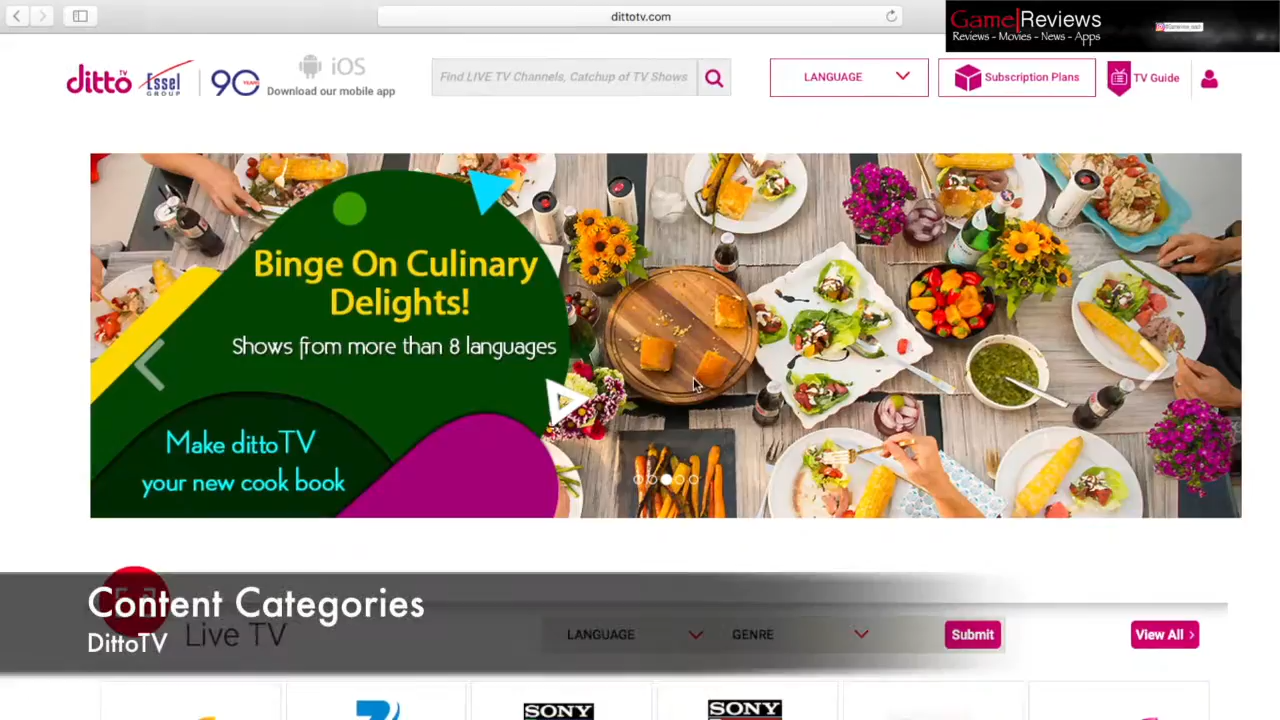 dittotv.com
Game|Reviews
Reviews - Movies - News - Apps
ditto TV
ESSEL GROUP
90 YEARS
iOS
Download our mobile app
Find LIVE TV Channels, Catchup of TV Shows
LANGUAGE
Subscription Plans
TV Guide
Binge On Culinary
Delights!
Shows from more than 8 languages
Make dittoTV
your new cook book
Content Categories
DittoTV
Live TV
LANGUAGE
GENRE
Submit
View All >
SONY
SONY